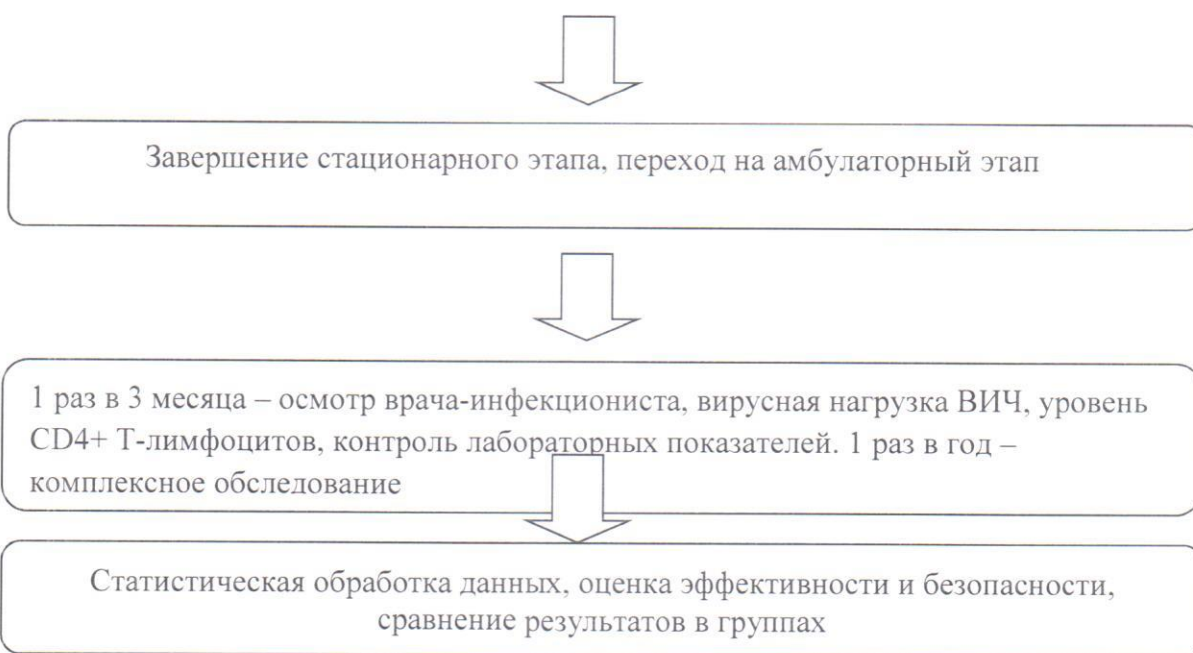 Завершение стационарного этапа, переход на амбулаторный этап
1 раз в 3 месяца – осмотр врача-инфекциониста, вирусная нагрузка ВИЧ, уровень
CD4+ Т-лимфоцитов, контроль лабораторных показателей. 1 раз в год –
комплексное обследование
Статистическая обработка данных, оценка эффективности и безопасности,
сравнение результатов в группах